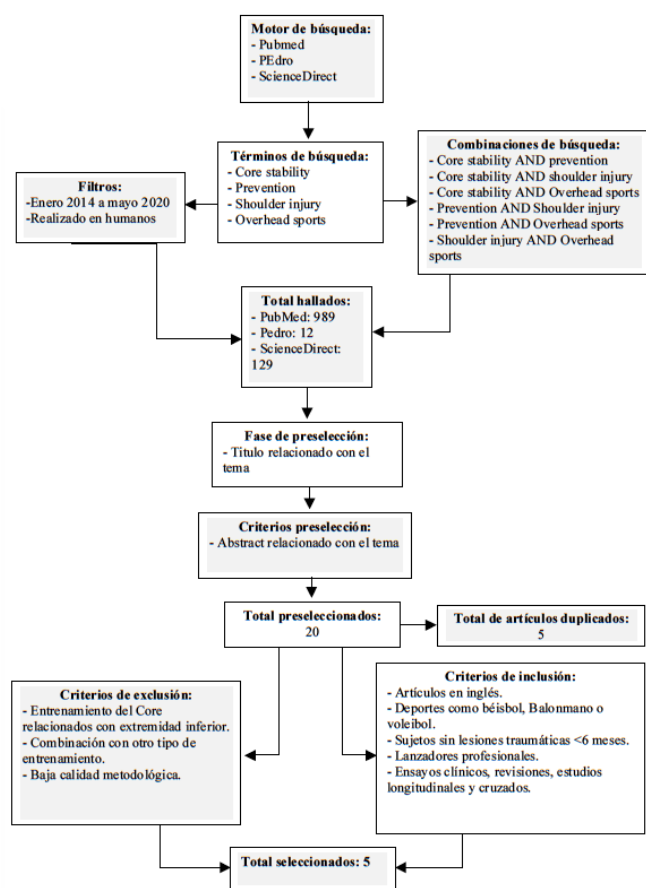 Motor de búsqueda:
- Pubmed
- PEdro
- ScienceDirect
Términos de búsqueda:
- Core stability
- Prevention
- Shoulder injury
- Overhead sports
Filtros:
-Enero 2014 a mayo 2020
-Realizado en humanos
Combinaciones de búsqueda:
- Core stability AND prevention
- Core stability AND shoulder injury
- Core stability AND Overhead sports
- Prevention AND Shoulder injury
- Prevention AND Overhead sports
- Shoulder injury AND Overhead
sports
Total hallados:
- PubMed: 989
- Pedro: 12
- ScienceDirect:
129
Fase de preselección:
- Titulo relacionado con el
tema
Criterios preselección:
- Abstract relacionado con el tema
Total preseleccionados:
20
Total de artículos duplicados:
5
Criterios de exclusión:
- Entrenamiento del Core
relacionados con extremidad inferior.
- Combinación con otro tipo de
entrenamiento.
- Baja calidad metodológica.
Criterios de inclusión:
- Artículos en inglés.
- Deportes como béisbol, Balonmano o
voleibol.
- Sujetos sin lesiones traumáticas <6 meses.
- Lanzadores profesionales.
- Ensayos clínicos, revisiones, estudios
longitudinales y cruzados.
Total seleccionados: 5